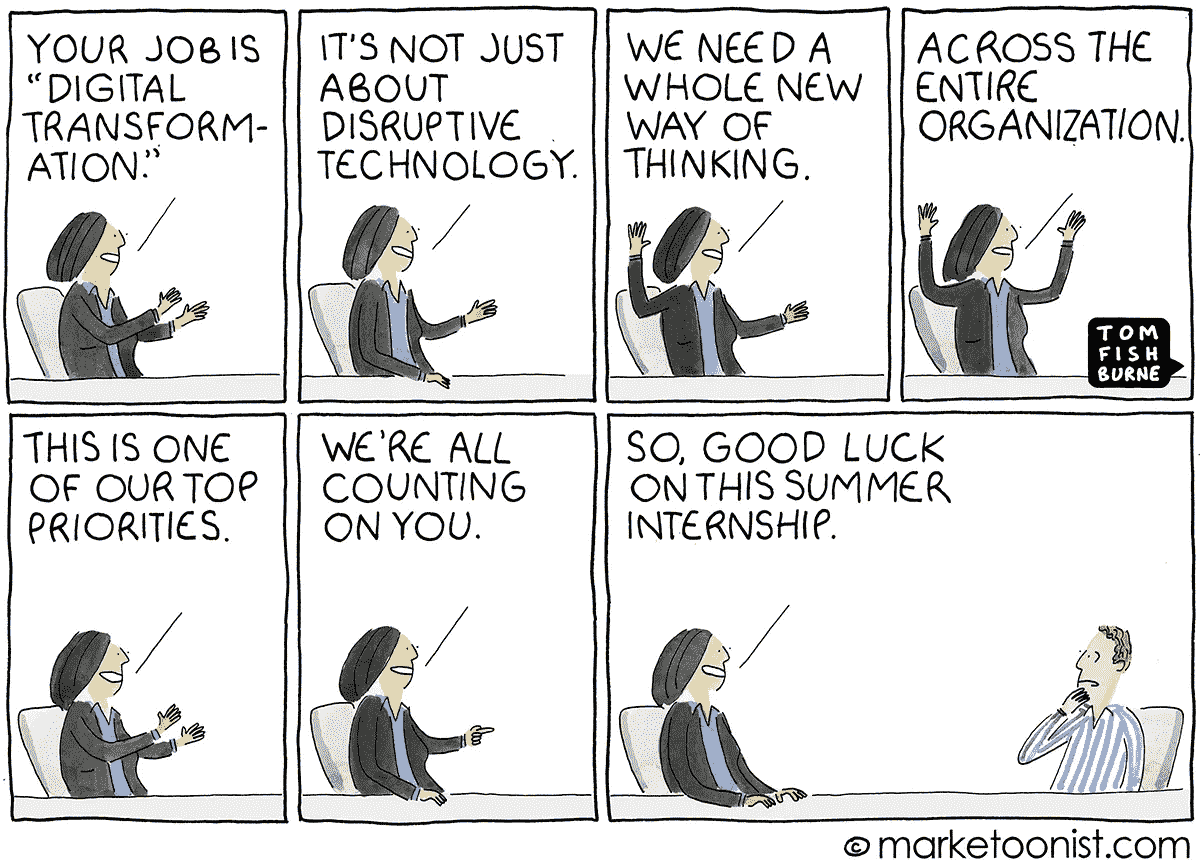 YOUR JOB IS
"DIGITAL
TRANSFORM-
ATION."
IT'S NOT JUST
ABOUT
DISRUPTIVE
TECHNOLOGY.
WE NEED A
WHOLE NEW
WAY OF
THINKING.
ACROSS THE
ENTIRE
ORGANIZATION.
TOM
FISH
BURNE
THIS IS ONE
OF OUR TOP
PRIORITIES.
WE'RE ALL
COUNTING
ON YOU.
SO, GOOD LUCK
ON THIS SUMMER
INTERNSHIP.
© marketoonist.com